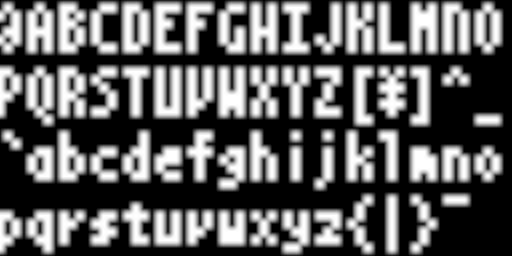 @ABCDEFGHIJKLMNO
PQRSTUVWXYZ[¥]^_
`abcdefghijklmno
pqrstuvwxyz{|}‾